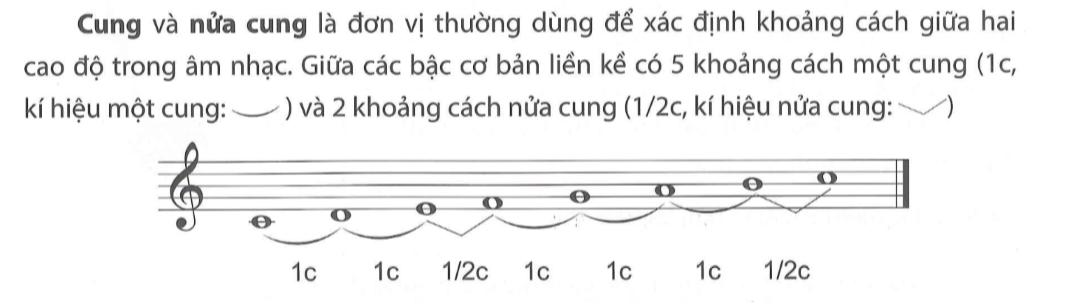 Cung và nửa cung là đơn vị thường dùng để xác định khoảng cách giữa hai
cao độ trong âm nhạc. Giữa các bậc cơ bản liền kề có 5 khoảng cách một cung (1c,
kí hiệu một cung: ) và 2 khoảng cách nửa cung (1/2c, kí hiệu nửa cung: )
1c 1c 1/2c 1c 1c 1c 1/2c